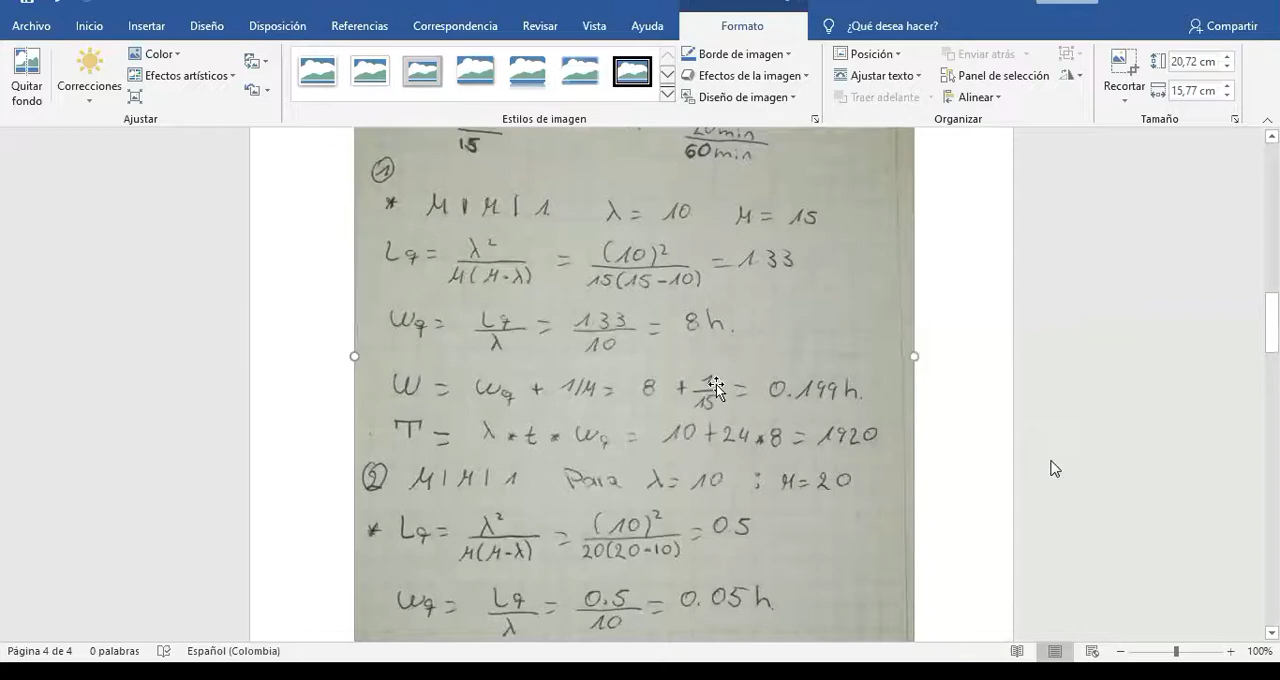 Archivo Inicio Insertar Diseño Disposición Referencias Correspondencia Revisar Vista Ayuda Formato ¿Qué desea hacer? Compartir
Quitar fondo
Correcciones
Color
Efectos artísticos
Ajustar
Estilos de imagen
Borde de imagen
Efectos de la imagen
Diseño de imagen
Posición
Ajustar texto
Traer adelante
Enviar atrás
Panel de selección
Alinear
Organizar
Recortar
20,72 cm
15,77 cm
Tamaño
15 20min
60min
①
* M | M | 1 λ = 10 μ = 15
Lq = λ² / μ(μ-λ) = (10)² / 15(15-10) = 1.33
Wq = Lq / λ = 1.33 / 10 = 8 h.
W = Wq + 1/μ = 8 + 1/15 = 0.199 h.
T = λ * t * Wq = 10 + 24 * 8 = 1920
② M | M | 1 Para λ = 10 ; μ = 20
* Lq = λ² / μ(μ-λ) = (10)² / 20(20-10) = 0.5
Wq = Lq / λ = 0.5 / 10 = 0.05 h.
Página 4 de 4 0 palabras Español (Colombia) 100%